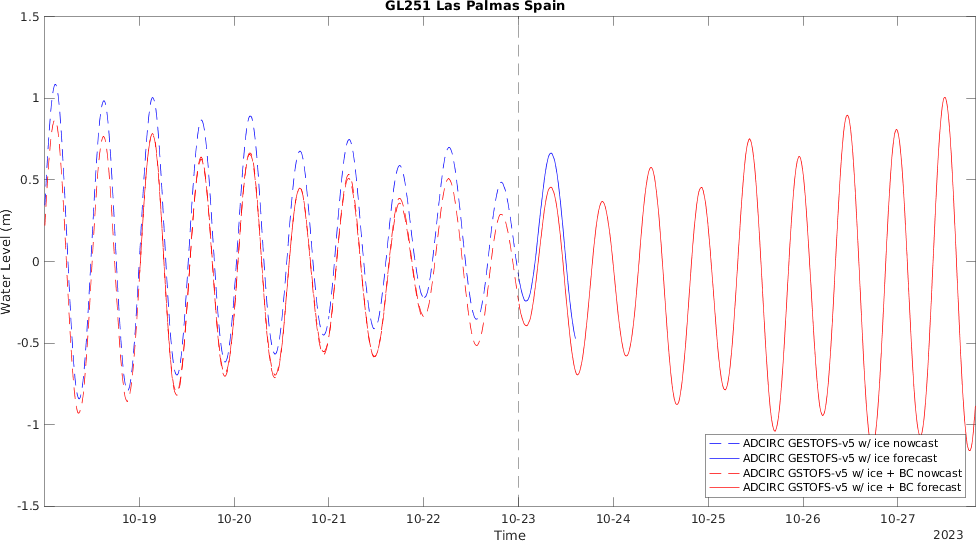 GL251 Las Palmas Spain
1.5
1
0.5
0
-0.5
-1
-1.5
Water Level (m)
ADCIRC GESTOFS-v5 w/ ice nowcast
ADCIRC GESTOFS-v5 w/ ice forecast
ADCIRC GSTOFS-v5 w/ ice + BC nowcast
ADCIRC GSTOFS-v5 w/ ice + BC forecast
10-19 10-20 10-21 10-22 10-23 10-24 10-25 10-26 10-27
Time
2023